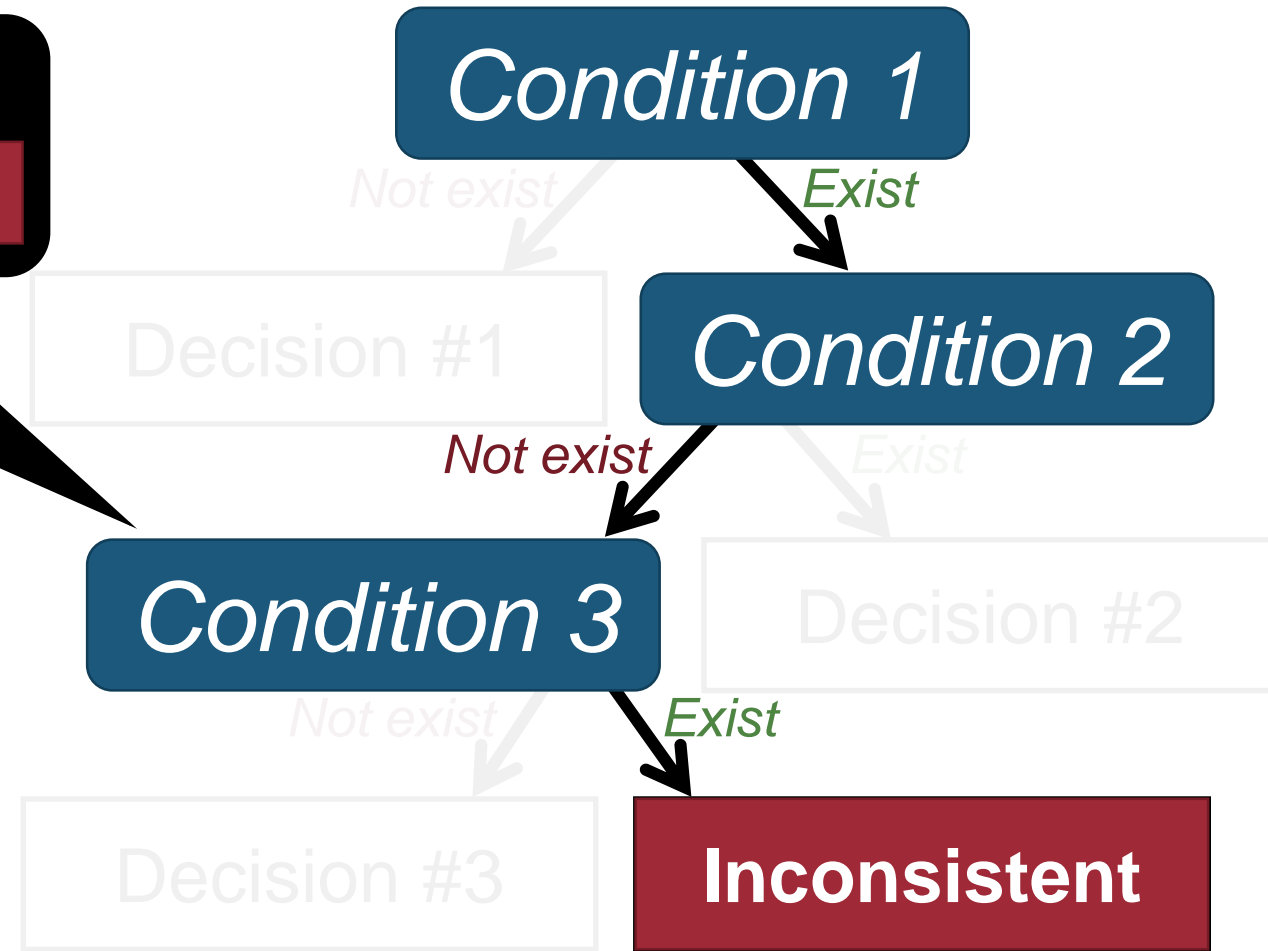 Condition 1
Not exist
Exist
Decision #1
Condition 2
Not exist
Exist
Condition 3
Decision #2
Not exist
Exist
Decision #3
Inconsistent